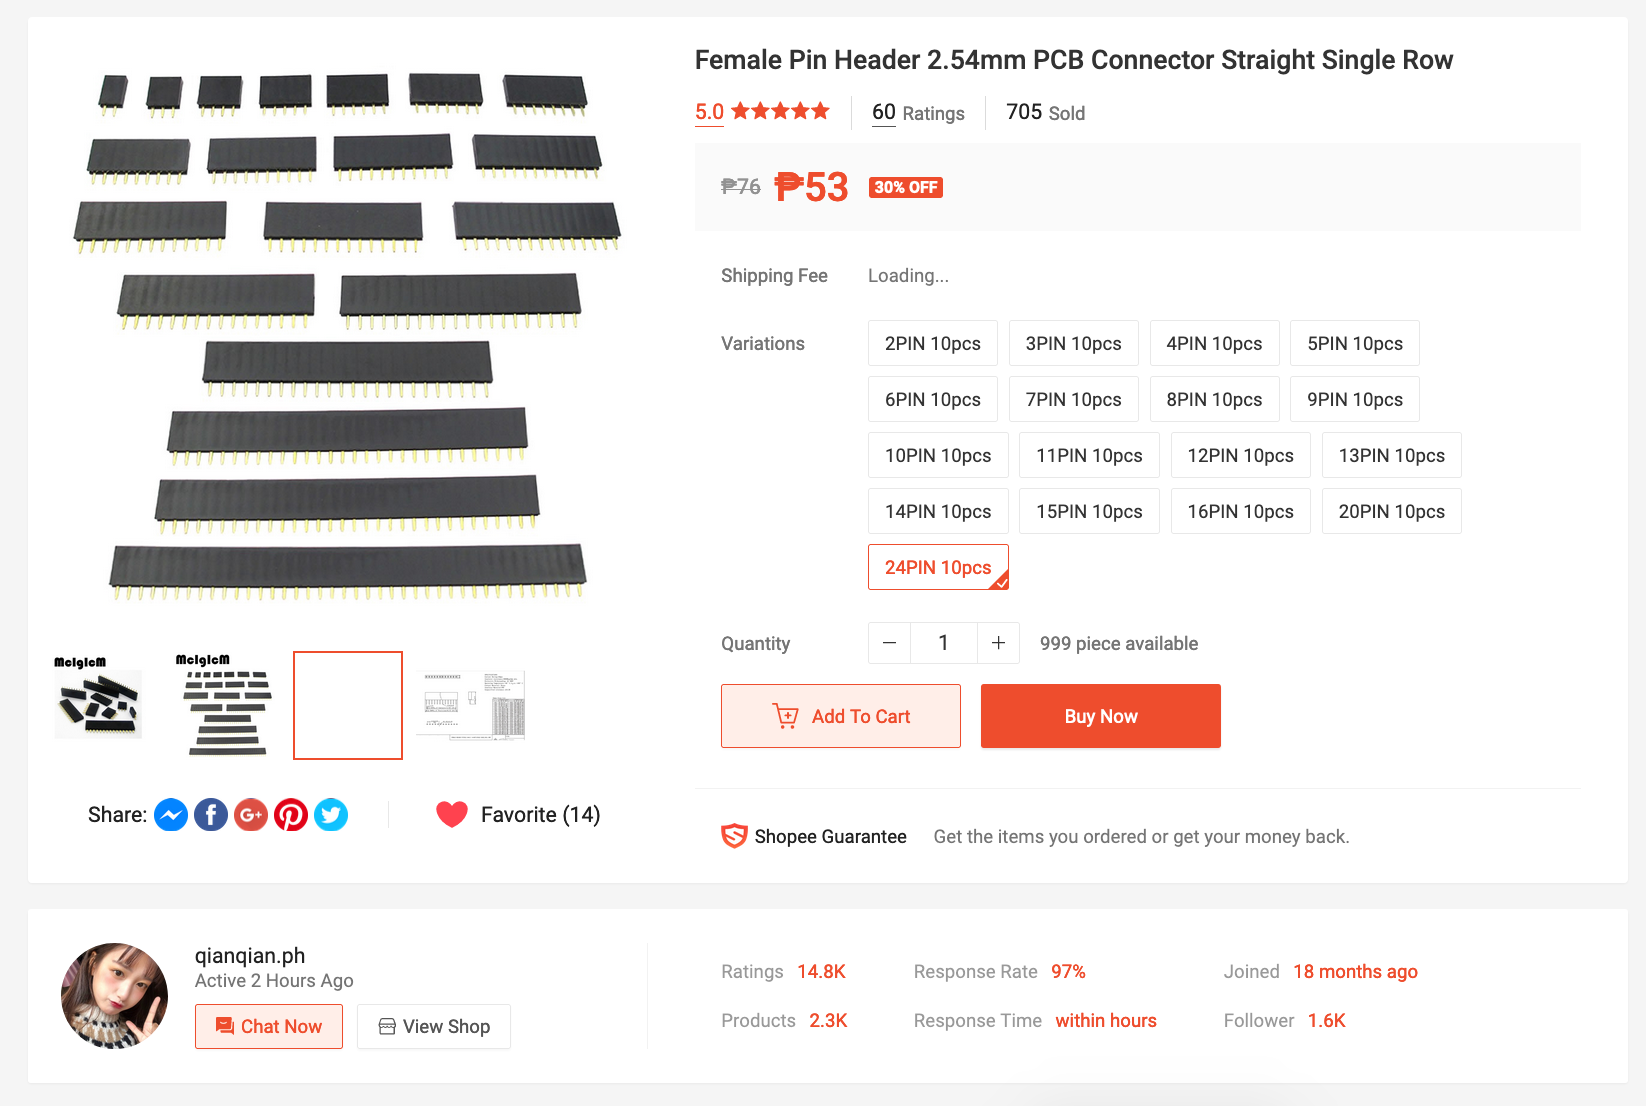 Female Pin Header 2.54mm PCB Connector Straight Single Row
5.0
60 Ratings
705 Sold
₱76 ₱53 30% OFF
Shipping Fee Loading...
Variations
2PIN 10pcs 3PIN 10pcs 4PIN 10pcs 5PIN 10pcs
6PIN 10pcs 7PIN 10pcs 8PIN 10pcs 9PIN 10pcs
10PIN 10pcs 11PIN 10pcs 12PIN 10pcs 13PIN 10pcs
14PIN 10pcs 15PIN 10pcs 16PIN 10pcs 20PIN 10pcs
24PIN 10pcs
Quantity − 1 + 999 piece available
Add To Cart Buy Now
McIgIcM McIgIcM
Share: Favorite (14)
Shopee Guarantee Get the items you ordered or get your money back.
qianqian.ph
Active 2 Hours Ago
Chat Now View Shop
Ratings 14.8K Response Rate 97% Joined 18 months ago
Products 2.3K Response Time within hours Follower 1.6K